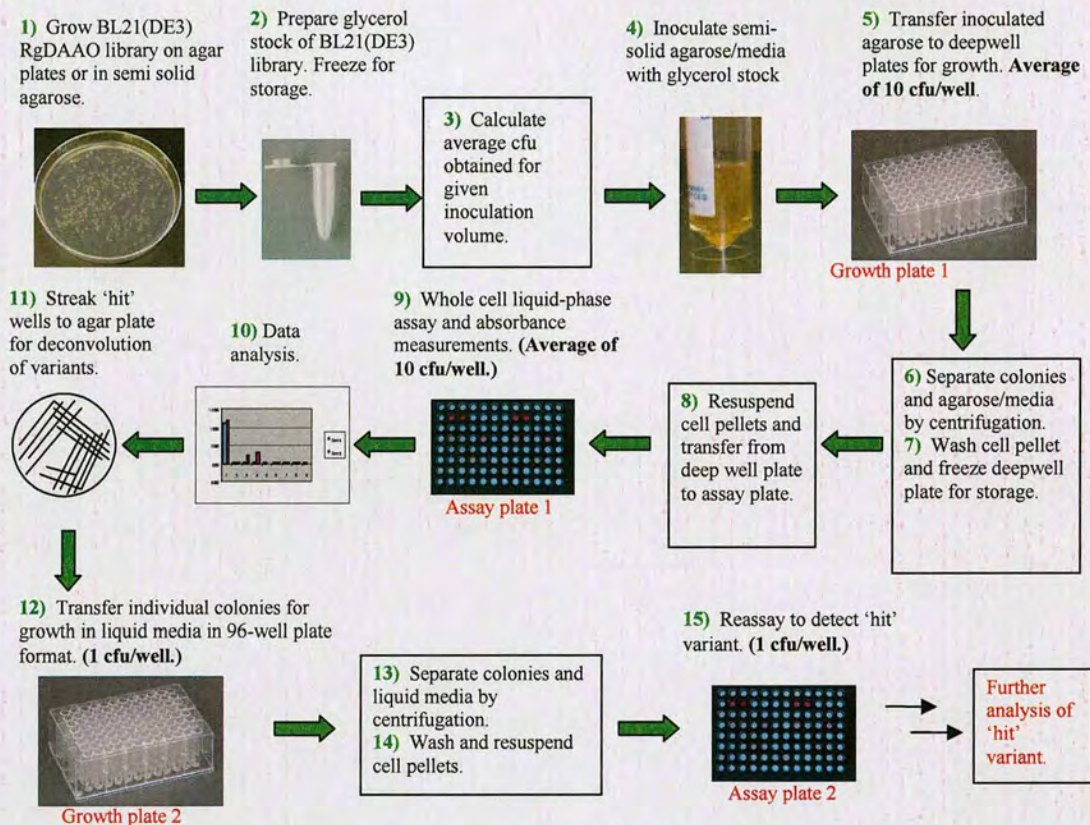 1) Grow BL21(DE3)
RgDAAO library on agar
plates or in semi solid
agarose.
2) Prepare glycerol
stock of BL21(DE3)
library. Freeze for
storage.
3) Calculate
average cfu
obtained for
given
inoculation
volume.
4) Inoculate semi-
solid agarose/media
with glycerol stock
5) Transfer inoculated
agarose to deepwell
plates for growth. Average
of 10 cfu/well.
Growth plate 1
6) Separate colonies
and agarose/media
by centrifugation.
7) Wash cell pellet
and freeze deepwell
plate for storage.
8) Resuspend
cell pellets and
transfer from
deep well plate
to assay plate.
9) Whole cell liquid-phase
assay and absorbance
measurements. (Average of
10 cfu/well.)
Assay plate 1
10) Data
analysis.
11) Streak ‘hit’
wells to agar plate
for deconvolution
of variants.
12) Transfer individual colonies for
growth in liquid media in 96-well plate
format. (1 cfu/well.)
Growth plate 2
13) Separate colonies and
liquid media by
centrifugation.
14) Wash and resuspend
cell pellets.
15) Reassay to detect ‘hit’
variant. (1 cfu/well.)
Assay plate 2
Further
analysis of
‘hit’
variant.